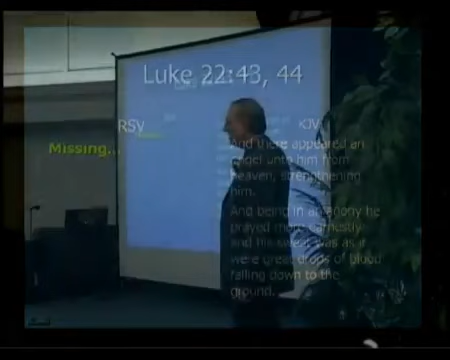 Luke 22:43, 44
RSV
KJV
Missing...
And there appeared an
angel unto him from
heaven, strengthening
him.
And being in an agony he
prayed more earnestly
and his sweat was as it
were great drops of blood
falling down to the
ground.